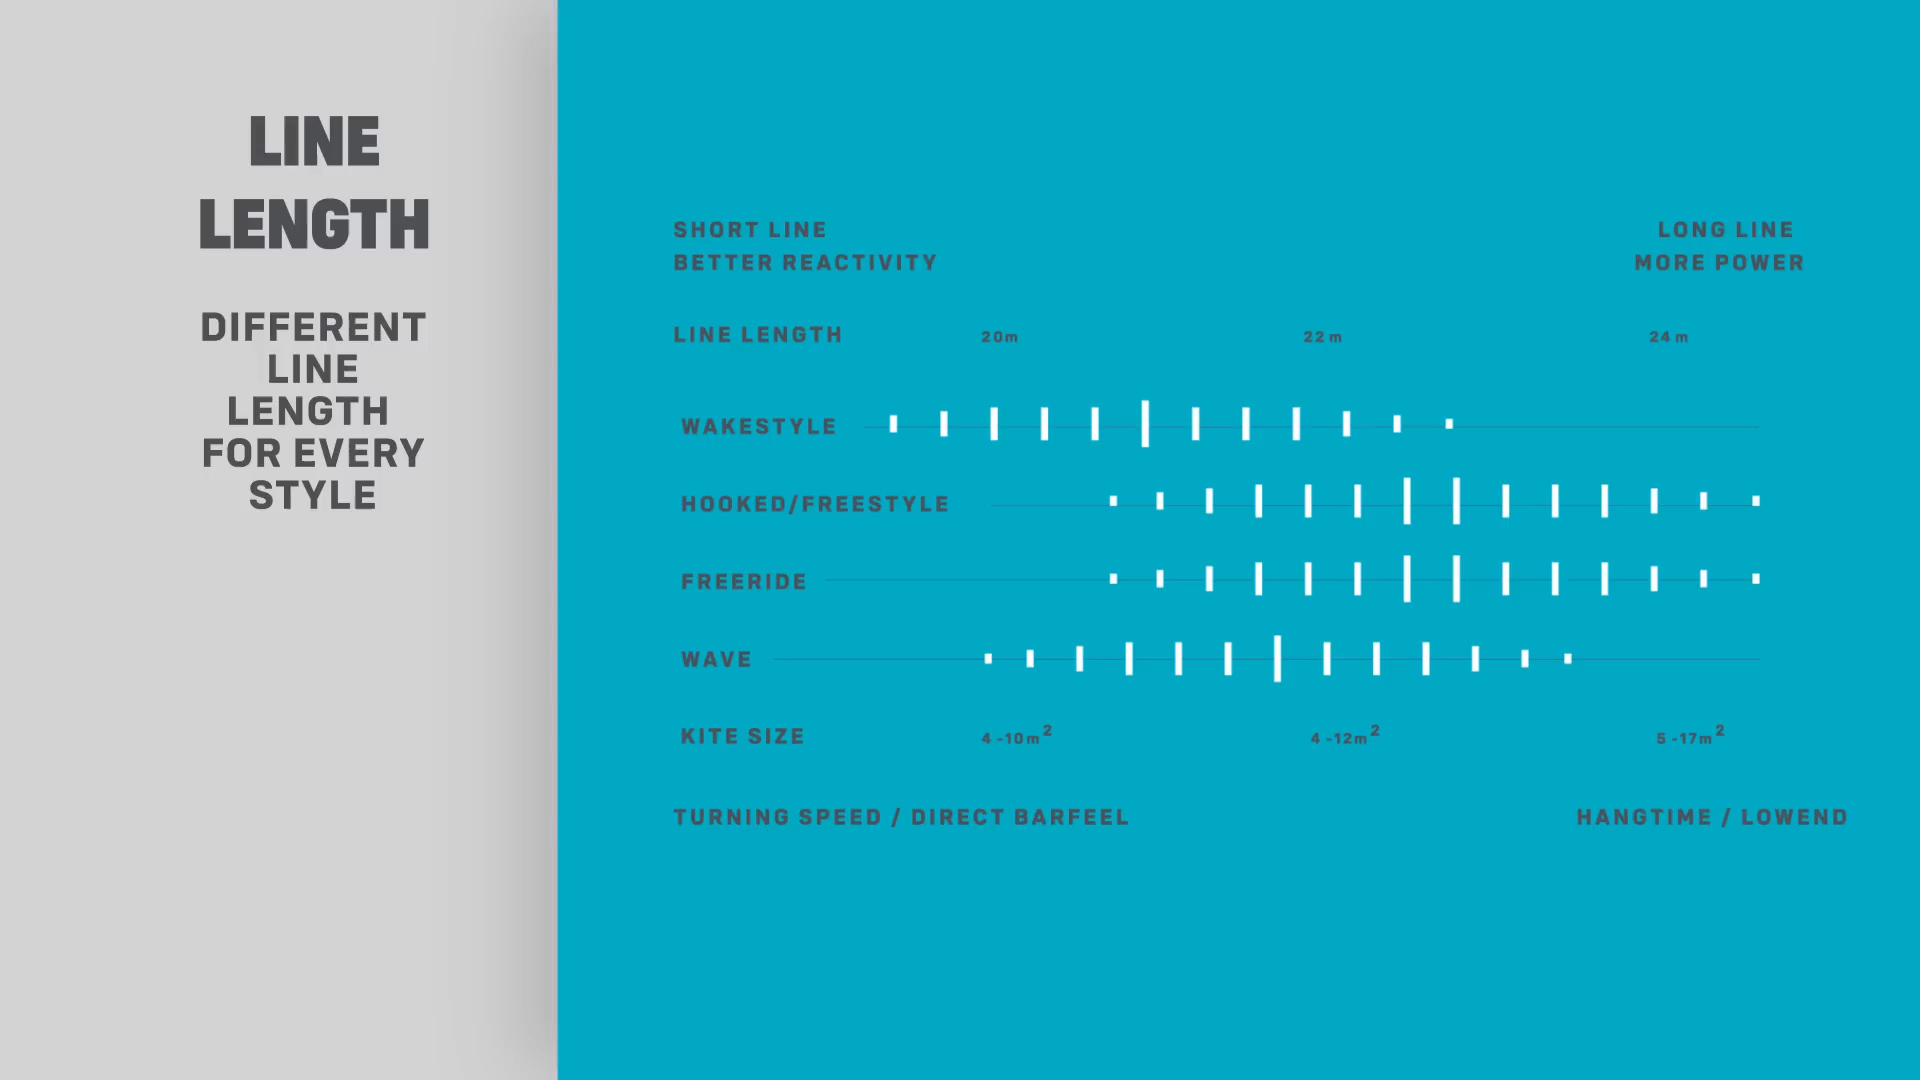 LINE
LENGTH
DIFFERENT
LINE
LENGTH
FOR EVERY
STYLE
SHORT LINE
BETTER REACTIVITY
LONG LINE
MORE POWER
LINE LENGTH 20m 22 m 24 m
WAKESTYLE
HOOKED/FREESTYLE
FREERIDE
WAVE
KITE SIZE 4 -10m² 4 -12m² 5 -17m²
TURNING SPEED / DIRECT BARFEEL HANGTIME / LOWEND